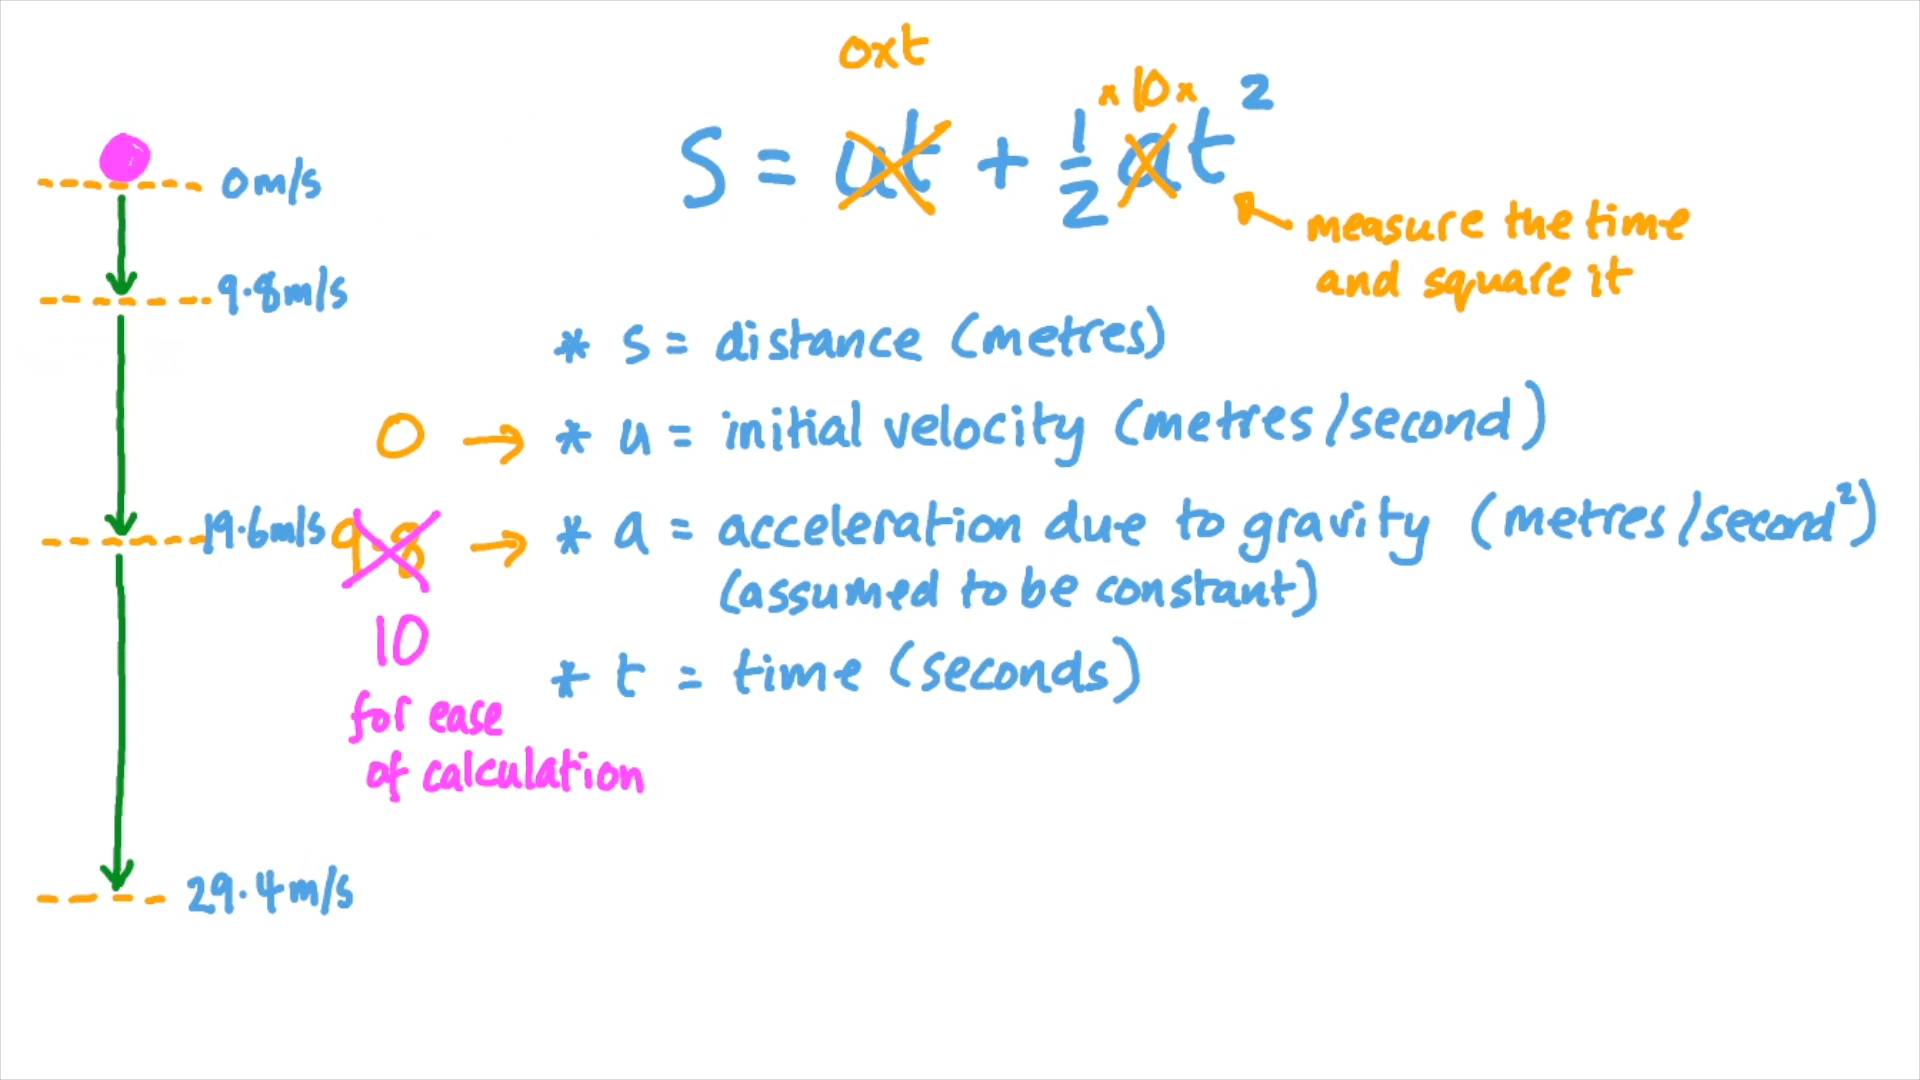 0xt
×10×
s = ut + 1/2 at²
measure the time
and square it
0m/s
9.8m/s
19.6m/s
29.4m/s
* s = distance (metres)
0 → * u = initial velocity (metres/second)
9.8 → * a = acceleration due to gravity (metres/second²)
(assumed to be constant)
10
* t = time (seconds)
for ease
of calculation